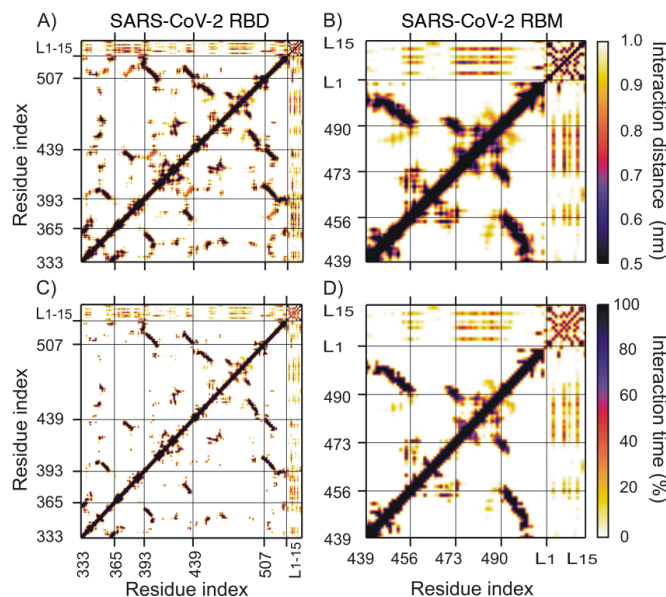 A) SARS-CoV-2 RBD
B) SARS-CoV-2 RBM
L1-15
507
439
393
365
333
Residue index
L15
L1
490
473
456
439
1.0
0.9
0.8
0.7
0.6
0.5
Interaction distance (nm)
C)
L1-15
507
439
393
365
333
Residue index
333
365
393
439
507
L1-15
Residue index
D)
L15
L1
490
473
456
439
439
456
473
490
L1
L15
Residue index
100
80
60
40
20
0
Interaction time (%)